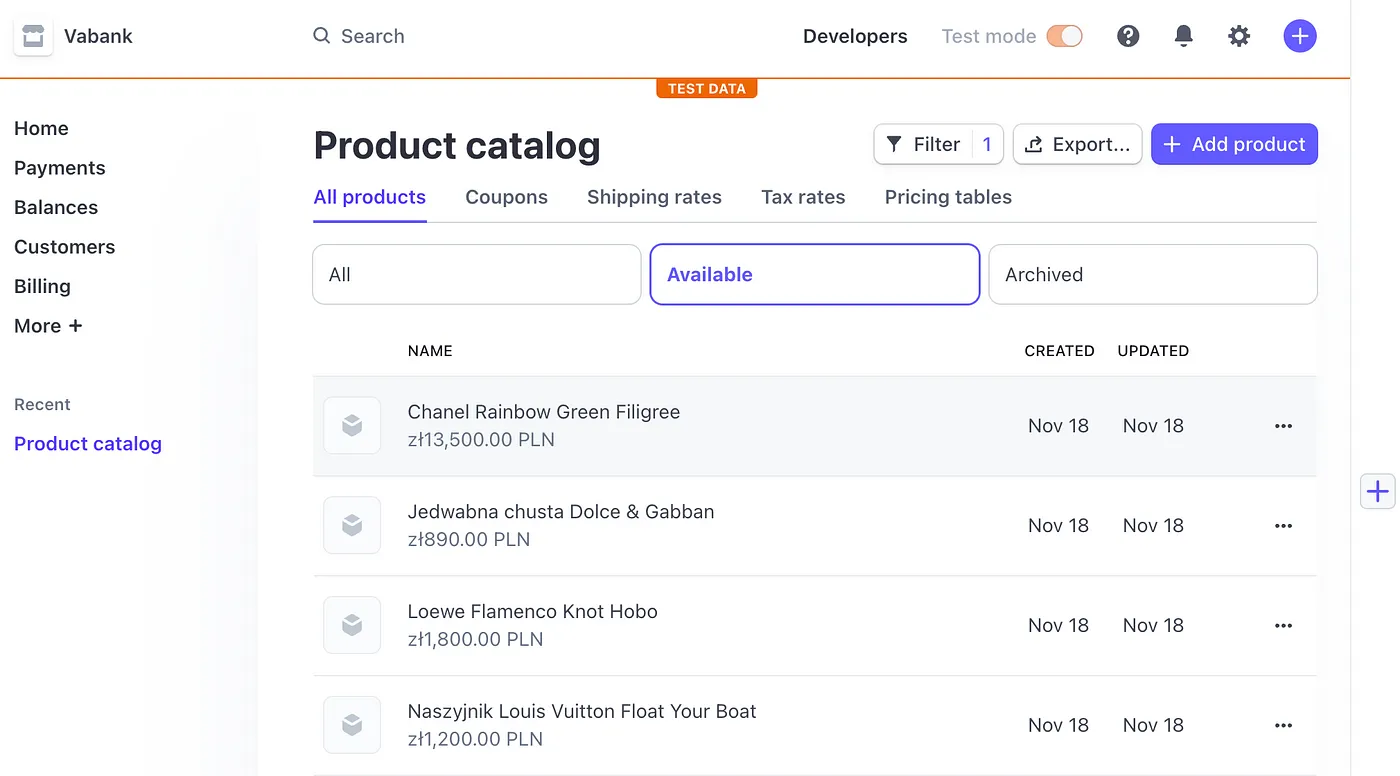 Vabank
Search
Developers
Test mode
TEST DATA
Home
Payments
Balances
Customers
Billing
More +
Recent
Product catalog
Product catalog
Filter 1
Export...
+ Add product
All products
Coupons
Shipping rates
Tax rates
Pricing tables
All
Available
Archived
NAME
CREATED
UPDATED
Chanel Rainbow Green Filigree
zł13,500.00 PLN
Nov 18
Nov 18
Jedwabna chusta Dolce & Gabban
zł890.00 PLN
Nov 18
Nov 18
Loewe Flamenco Knot Hobo
zł1,800.00 PLN
Nov 18
Nov 18
Naszyjnik Louis Vuitton Float Your Boat
zł1,200.00 PLN
Nov 18
Nov 18